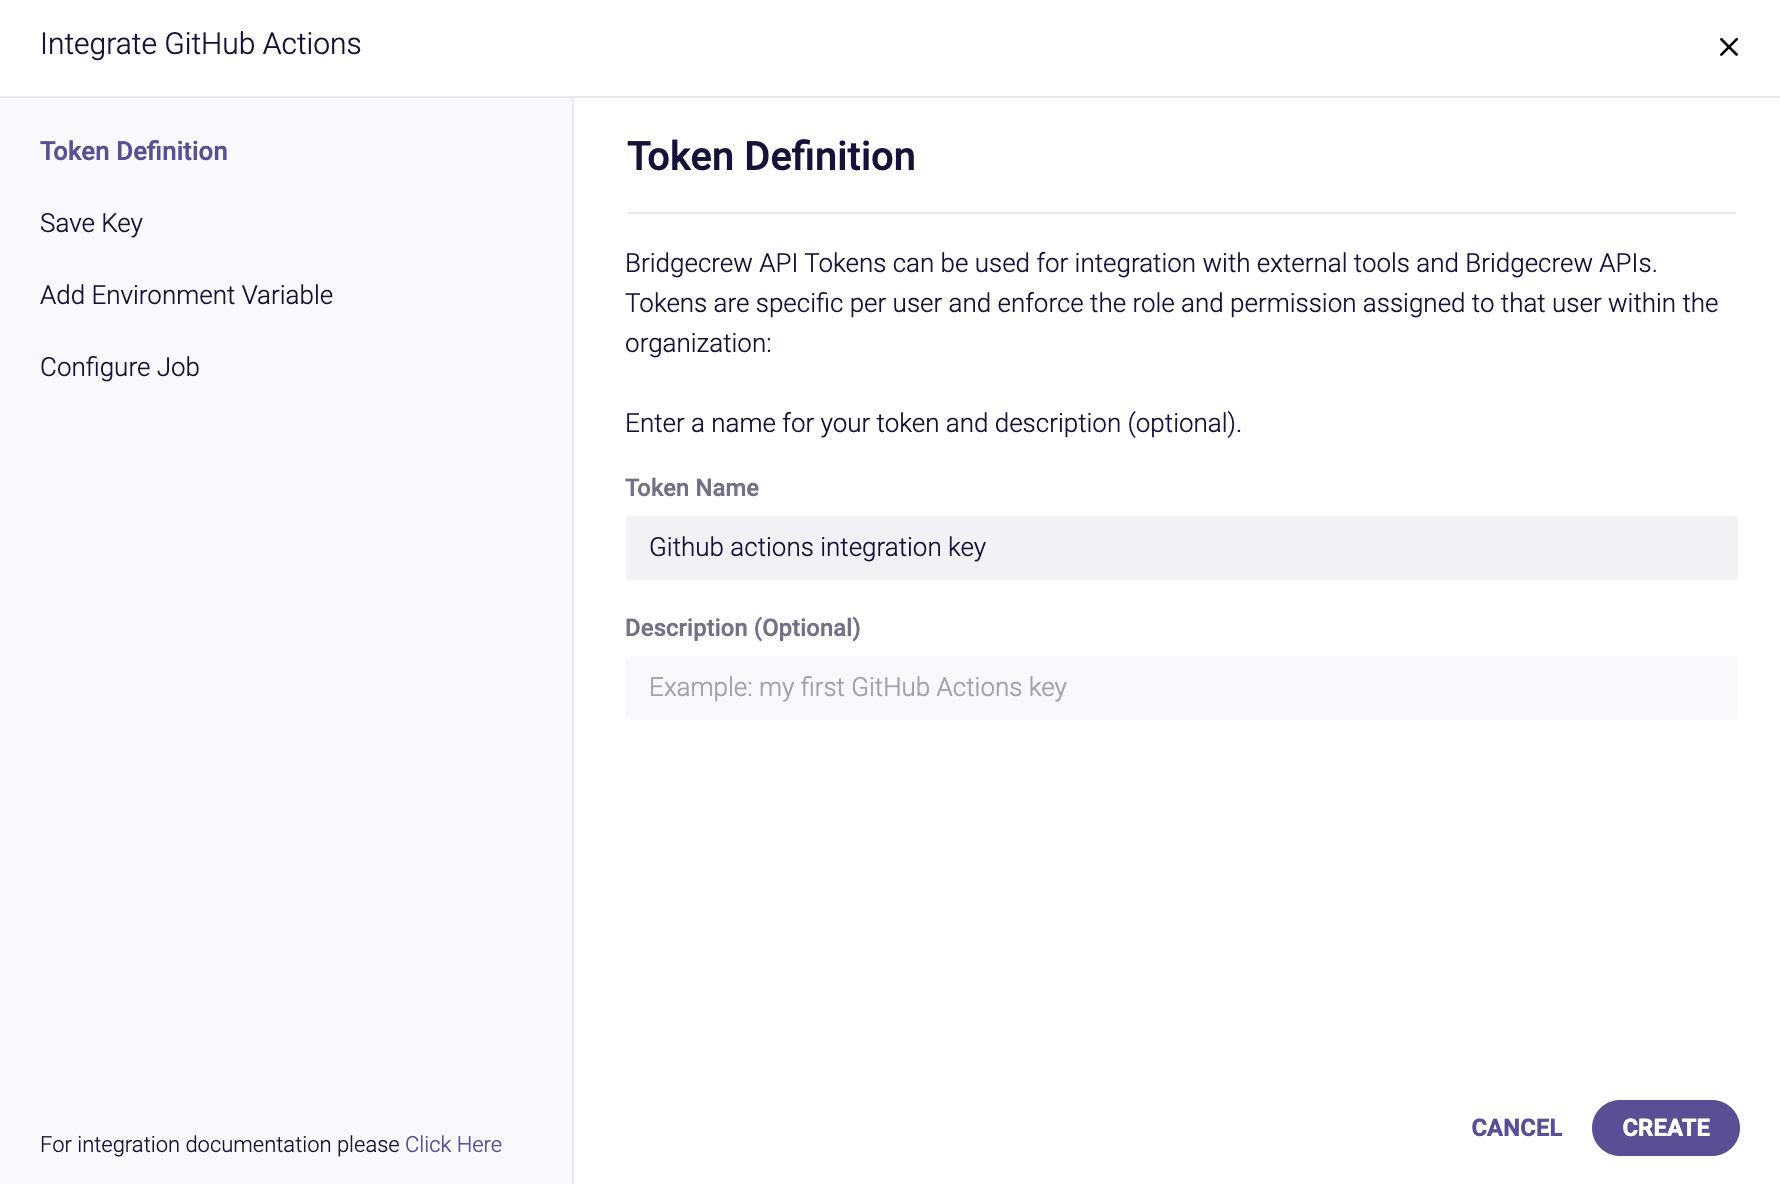 Integrate GitHub Actions
Token Definition
Save Key
Add Environment Variable
Configure Job
For integration documentation please Click Here
Token Definition
Bridgecrew API Tokens can be used for integration with external tools and Bridgecrew APIs.
Tokens are specific per user and enforce the role and permission assigned to that user within the
organization:
Enter a name for your token and description (optional).
Token Name
Github actions integration key
Description (Optional)
Example: my first GitHub Actions key
CANCEL
CREATE